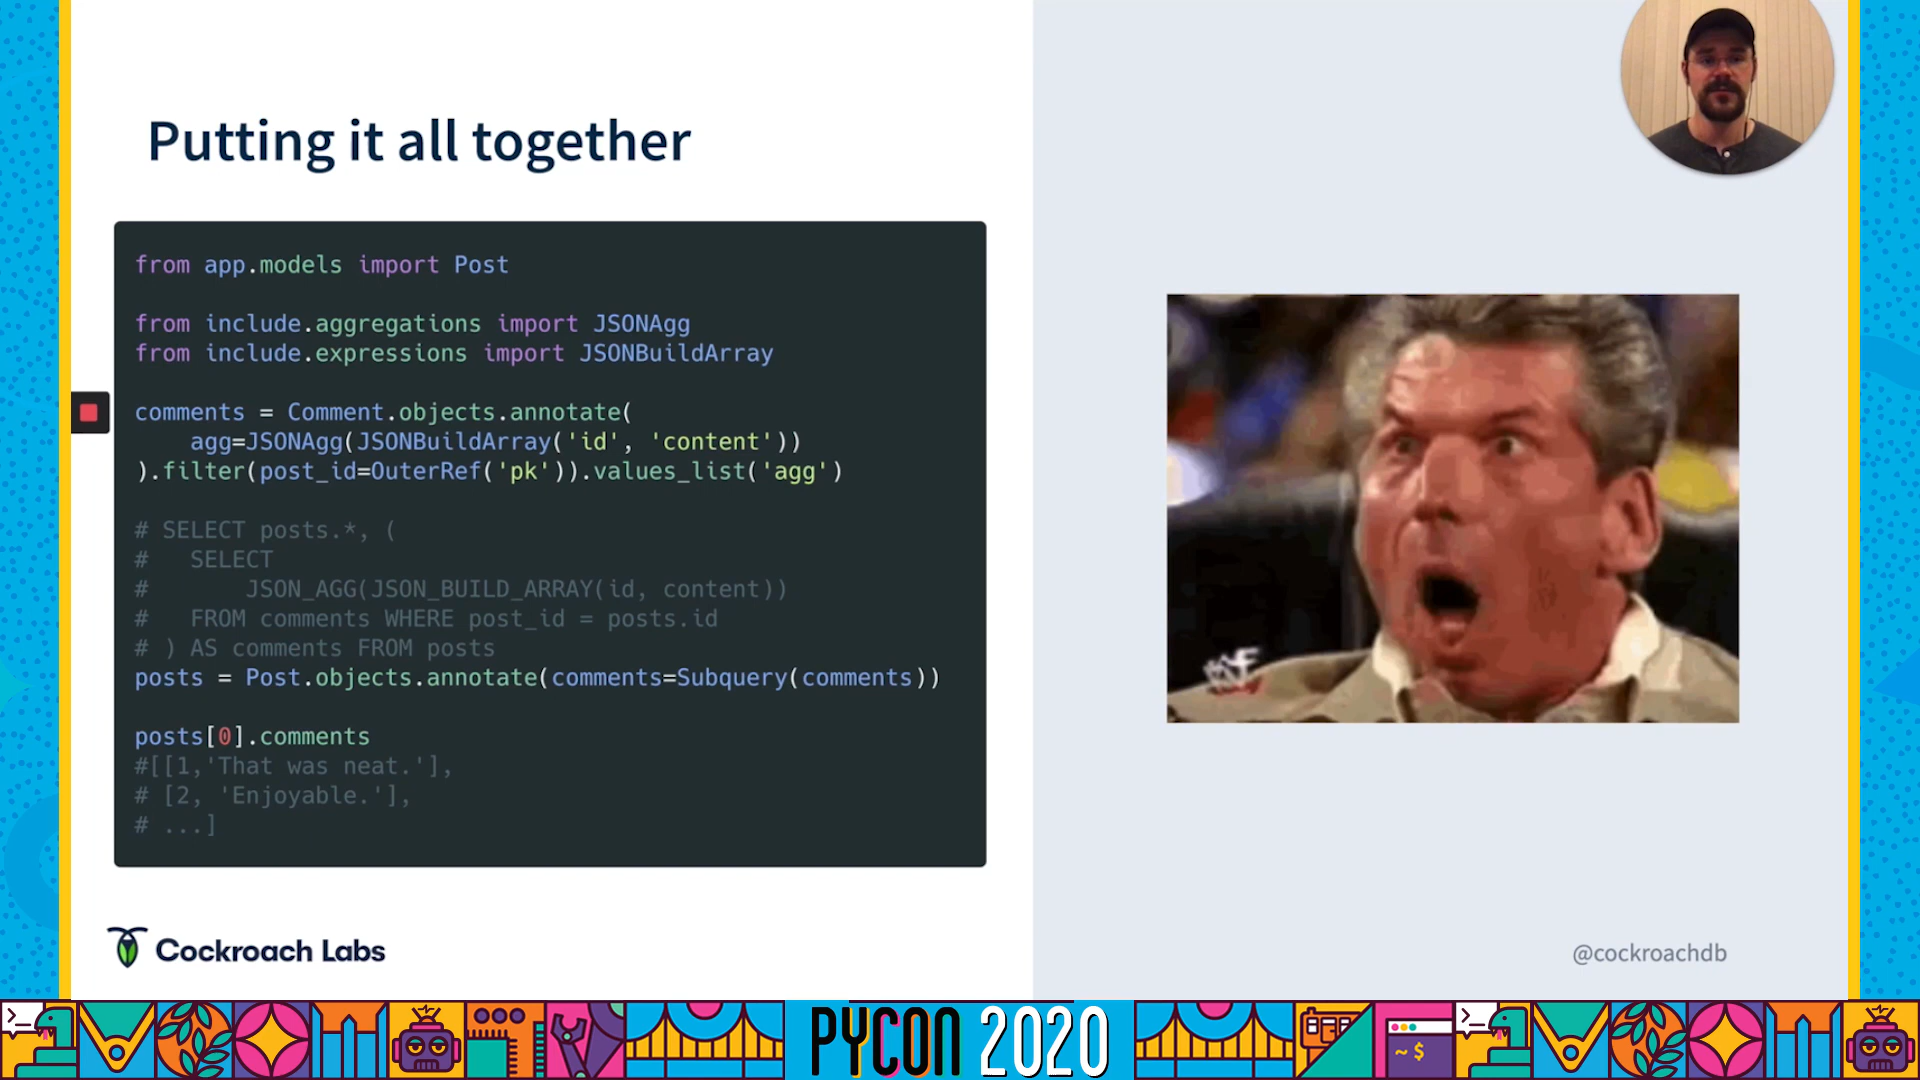 Putting it all together
from app.models import Post
from include.aggregations import JSONAgg
from include.expressions import JSONBuildArray
comments = Comment.objects.annotate(
    agg=JSONAgg(JSONBuildArray('id', 'content'))
).filter(post_id=OuterRef('pk')).values_list('agg')
# SELECT posts.*, (
#   SELECT
#       JSON_AGG(JSON_BUILD_ARRAY(id, content))
#   FROM comments WHERE post_id = posts.id
# ) AS comments FROM posts
posts = Post.objects.annotate(comments=Subquery(comments))
posts[0].comments
#[[1,'That was neat.'],
# [2, 'Enjoyable.'],
# ...]
Cockroach Labs
@cockroachdb
PYCON 2020
~ $